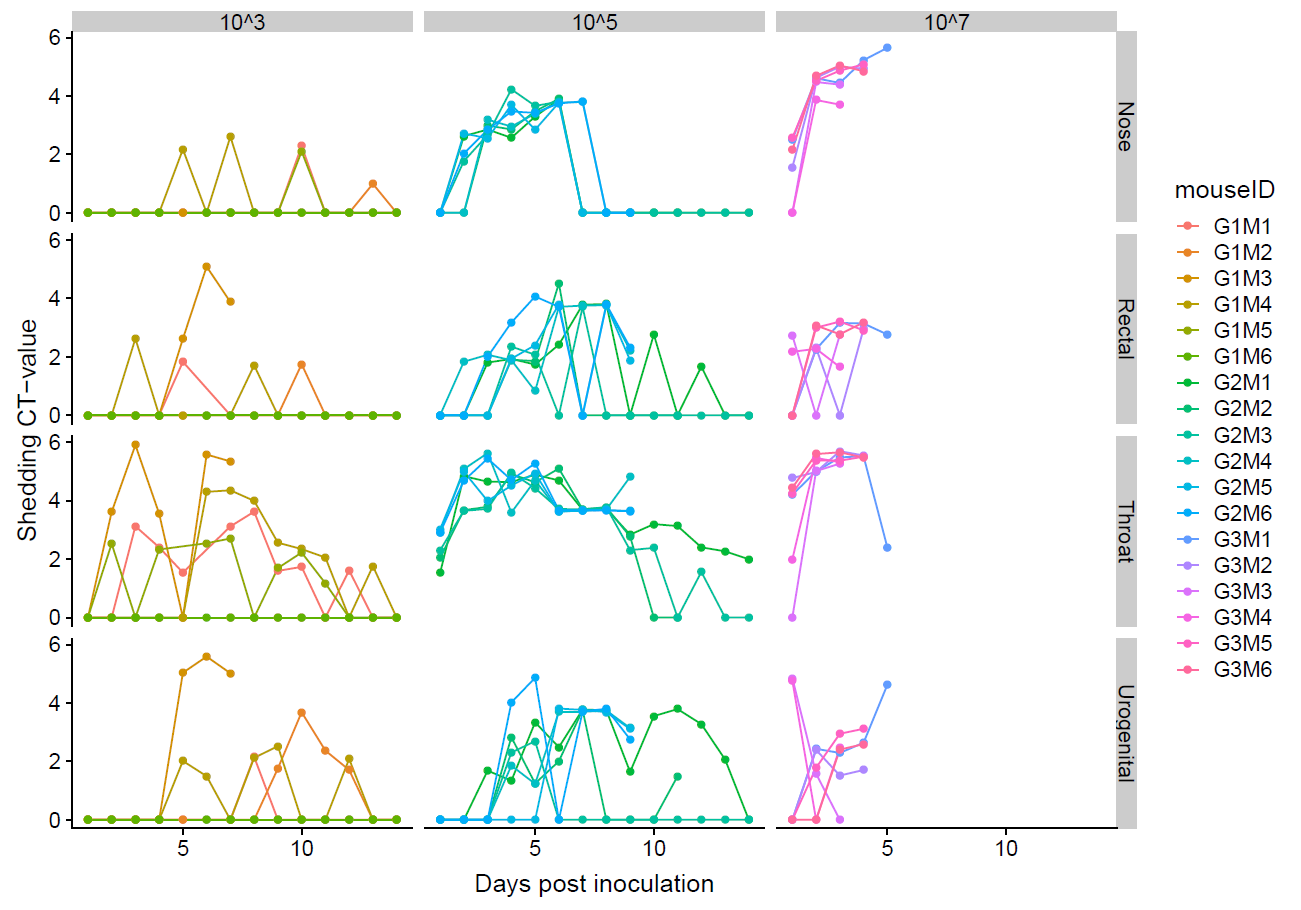 10^3 10^5 10^7
6
4
2
0
Nose
6
4
2
0
Rectal
6
4
2
0
Throat
6
4
2
0
Urogenital
5 10 5 10 5 10
Days post inoculation
Shedding CT−value
mouseID
G1M1
G1M2
G1M3
G1M4
G1M5
G1M6
G2M1
G2M2
G2M3
G2M4
G2M5
G2M6
G3M1
G3M2
G3M3
G3M4
G3M5
G3M6